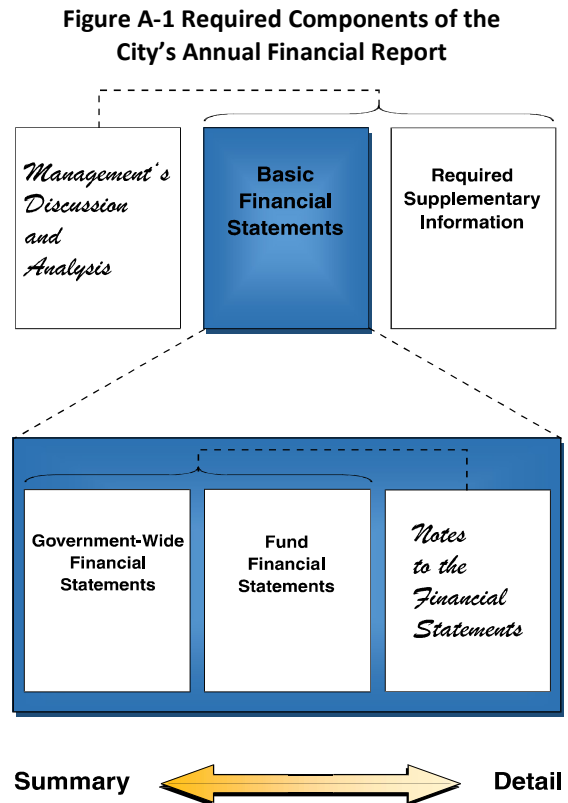 Figure A-1 Required Components of the
City's Annual Financial Report
Management's
Discussion
and
Analysis
Basic
Financial
Statements
Required
Supplementary
Information
Government-Wide
Financial
Statements
Fund
Financial
Statements
Notes
to the
Financial
Statements
Summary
Detail